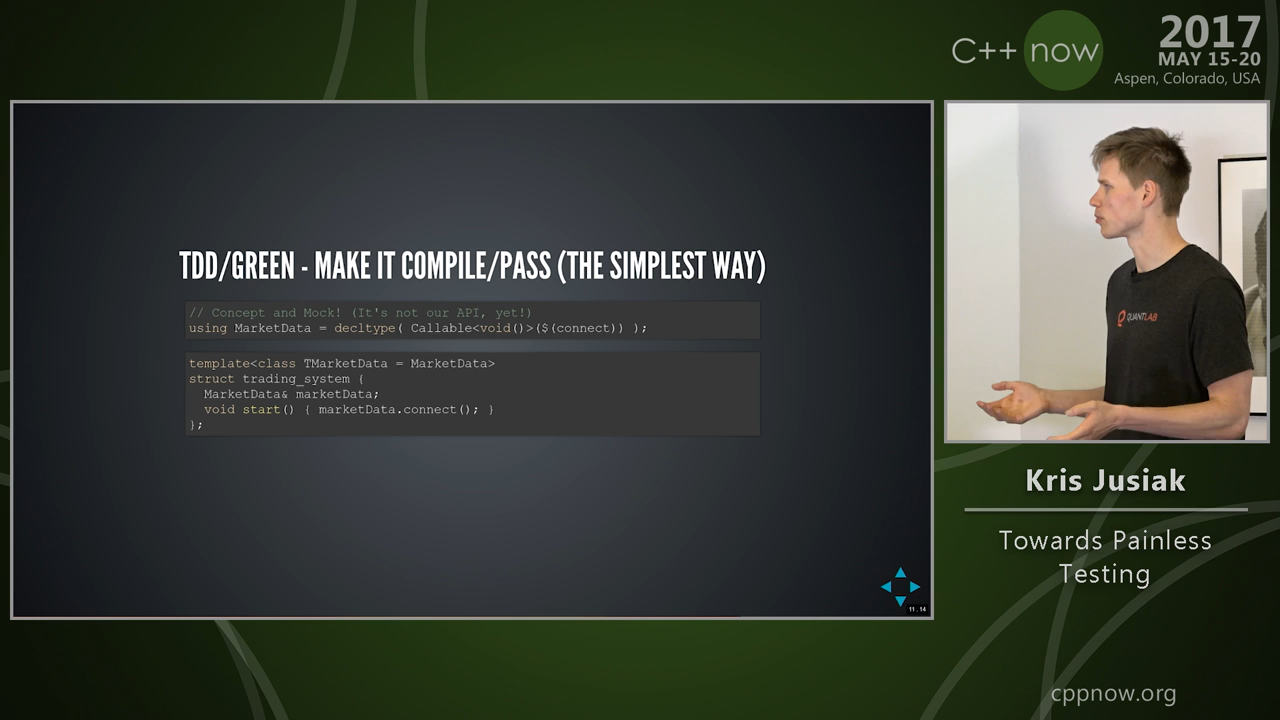 C++ now
2017
MAY 15-20
Aspen, Colorado, USA
TDD/GREEN - MAKE IT COMPILE/PASS (THE SIMPLEST WAY)
// Concept and Mock! (It's not our API, yet!)
using MarketData = decltype( Callable<void()>($(connect)) );
template<class TMarketData = MarketData>
struct trading_system {
MarketData& marketData;
void start() { marketData.connect(); }
};
11.14
QUANTLAB
Kris Jusiak
Towards Painless
Testing
cppnow.org